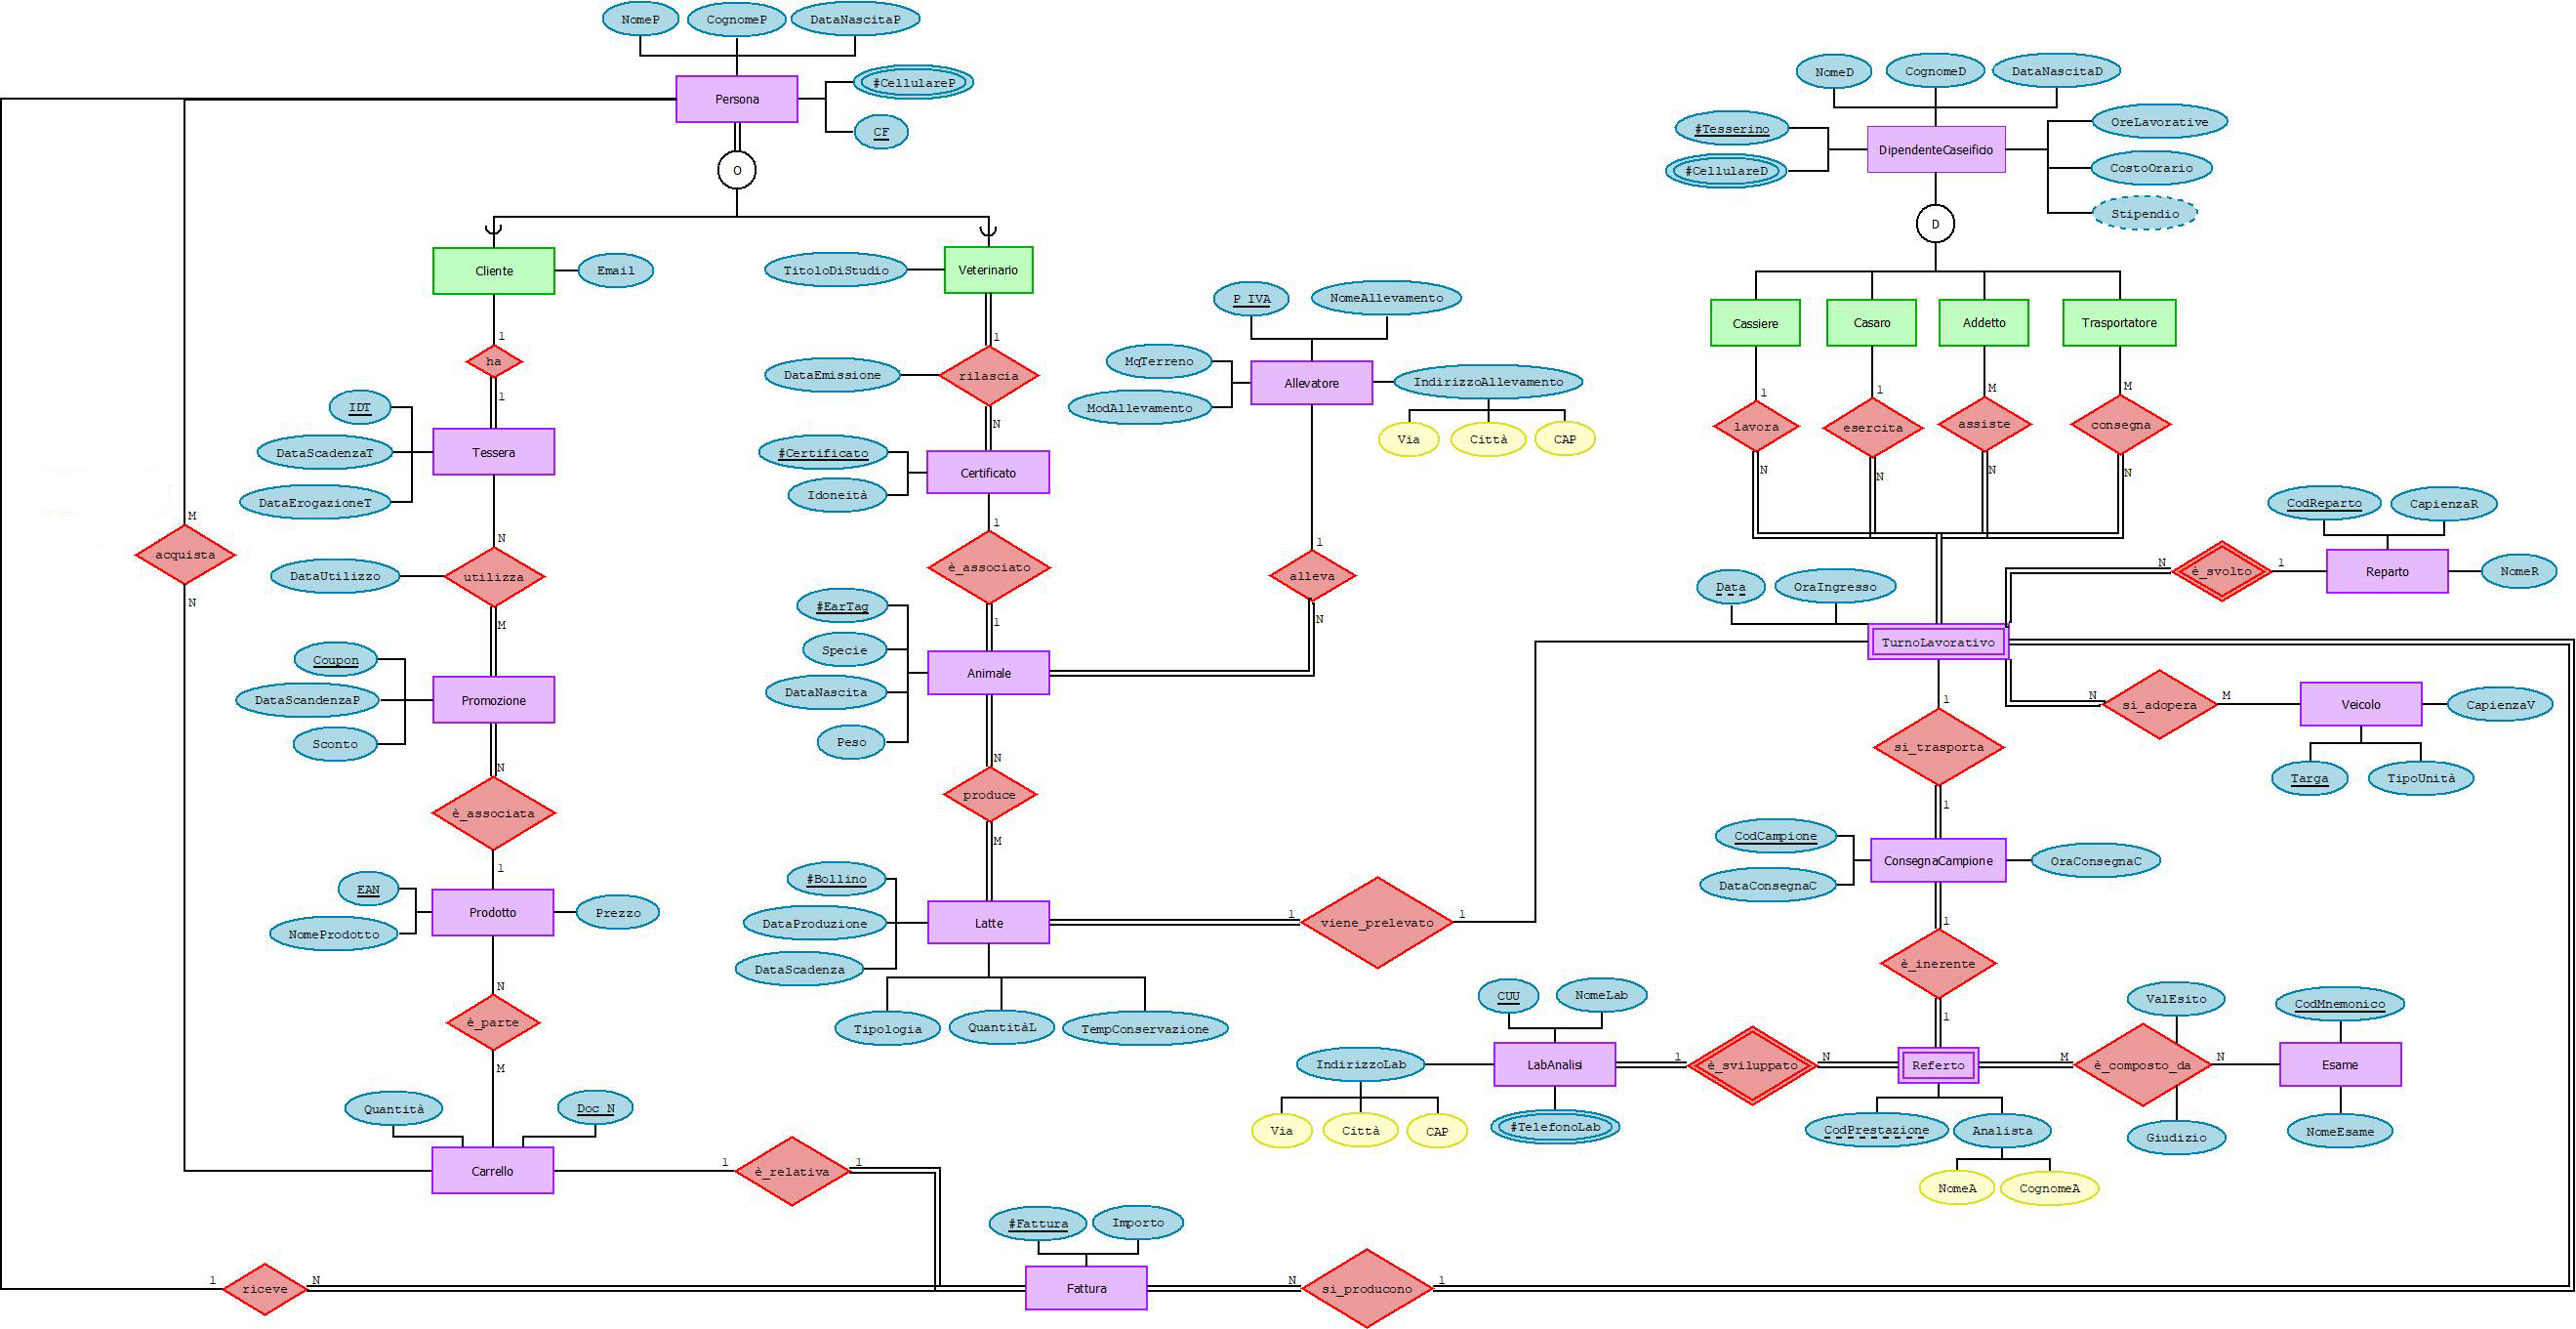 NomeP
CognomeP
DataNascitaP
Persona
#CellulareP
CF
O
Cliente
Email
TitoloDiStudio
Veterinario
1
ha
1
IDT
DataScadenzaT
DataErogazioneT
Tessera
M
acquista
N
N
DataUtilizzo
utilizza
M
Coupon
DataScandenzaP
Sconto
Promozione
N
è_associata
1
EAN
NomeProdotto
Prodotto
Prezzo
N
è_parte
M
Quantità
Doc_N
Carrello
1
è_relativa
1
1
DataEmissione
rilascia
N
#Certificato
Idoneità
Certificato
1
è_associato
1
#EarTag
Specie
DataNascita
Peso
Animale
N
produce
M
#Bollino
DataProduzione
DataScadenza
Latte
Tipologia
QuantitàL
TempConservazione
P_IVA
NomeAllevamento
MqTerreno
ModAllevamento
Allevatore
IndirizzoAllevamento
Via
Città
CAP
1
alleva
N
1
viene_prelevato
1
NomeD
CognomeD
DataNascitaD
#Tesserino
#CellulareD
DipendenteCaseificio
OreLavorative
CostoOrario
Stipendio
D
Cassiere
Casaro
Addetto
Trasportatore
1
lavora
N
1
esercita
N
M
assiste
N
M
consegna
N
CodReparto
CapienzaR
N
è_svolto
1
Reparto
NomeR
Data
OraIngresso
TurnoLavorativo
N
si_adopera
M
Veicolo
CapienzaV
Targa
TipoUnità
1
si_trasporta
1
CodCampione
DataConsegnaC
ConsegnaCampione
OraConsegnaC
1
è_inerente
1
CUU
NomeLab
IndirizzoLab
LabAnalisi
Via
Città
CAP
#TelefonoLab
1
è_sviluppato
N
Referto
CodPrestazione
Analista
NomeA
CognomeA
M
ValEsito
è_composto_da
Giudizio
N
CodMnemonico
Esame
NomeEsame
#Fattura
Importo
1
riceve
N
Fattura
N
si_producono
1